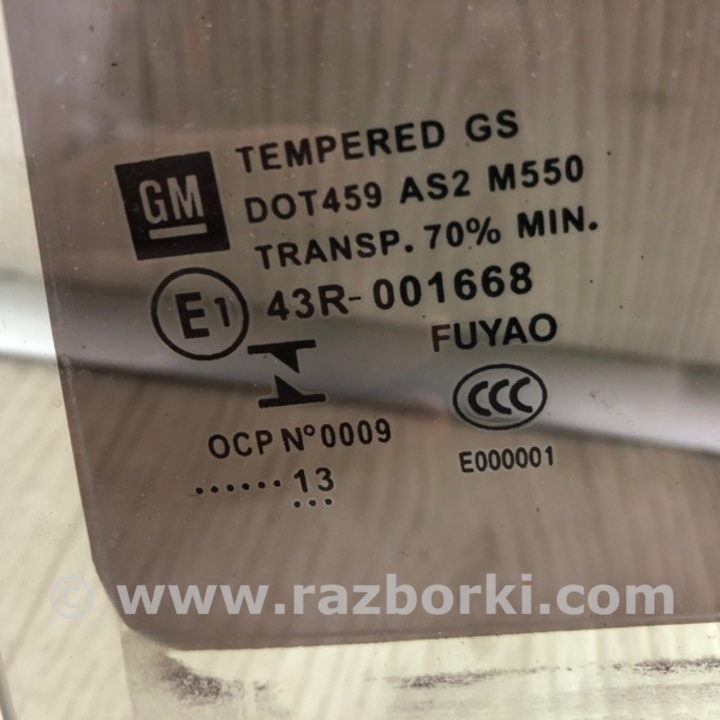 GM
TEMPERED GS
DOT459 AS2 M550
TRANSP. 70% MIN.
E1
43R-001668
FUYAO
CCC
OCP Nº0009
E000001
......13
...
© www.razborki.com